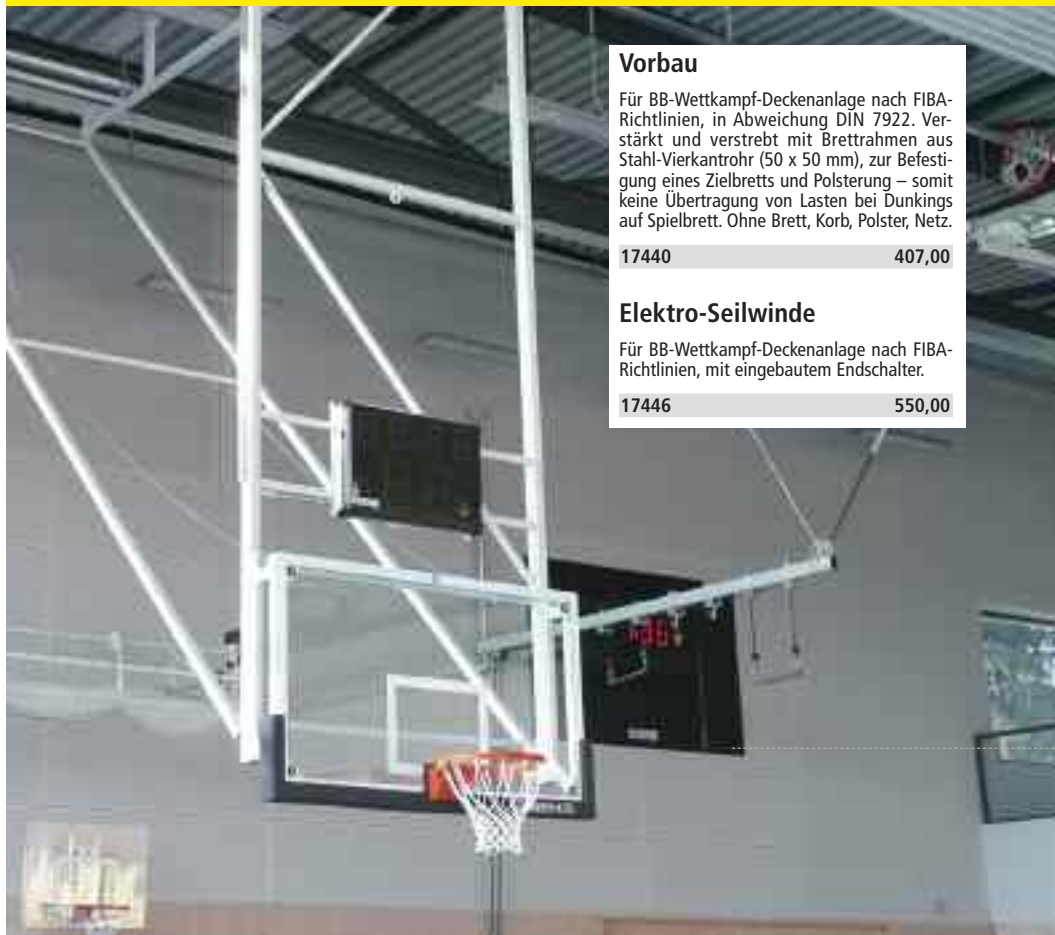 Vorbau
Für BB-Wettkampf-Deckenanlage nach FIBA-
Richtlinien, in Abweichung DIN 7922. Ver-
stärkt und verstrebt mit Brettrahmen aus
Stahl-Vierkantrohr (50 x 50 mm), zur Befesti-
gung eines Zielbretts und Polsterung – somit
keine Übertragung von Lasten bei Dunkings
auf Spielbrett. Ohne Brett, Korb, Polster, Netz.
17440 407,00
Elektro-Seilwinde
Für BB-Wettkampf-Deckenanlage nach FIBA-
Richtlinien, mit eingebautem Endschalter.
17446 550,00